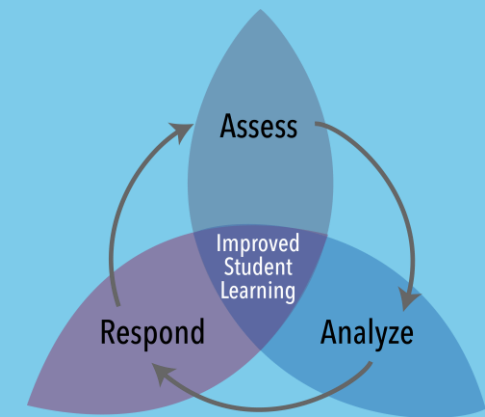 Assess
Improved
Student
Learning
Respond
Analyze